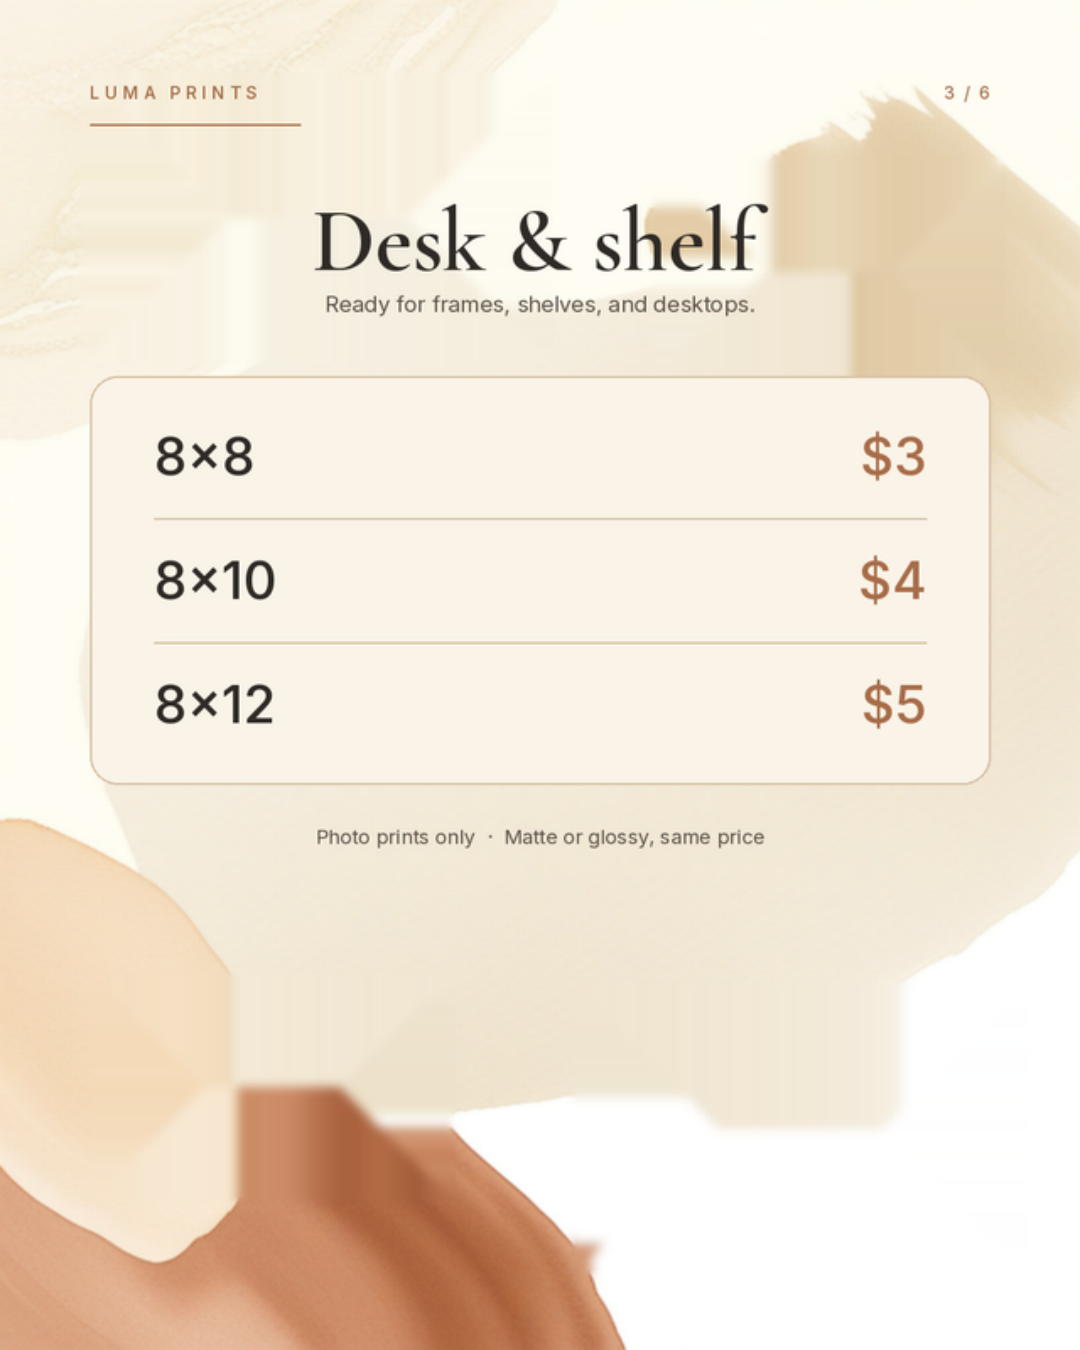 LUMA PRINTS
3 / 6
Desk & shelf
Ready for frames, shelves, and desktops.
8×8 $3
8×10 $4
8×12 $5
Photo prints only · Matte or glossy, same price